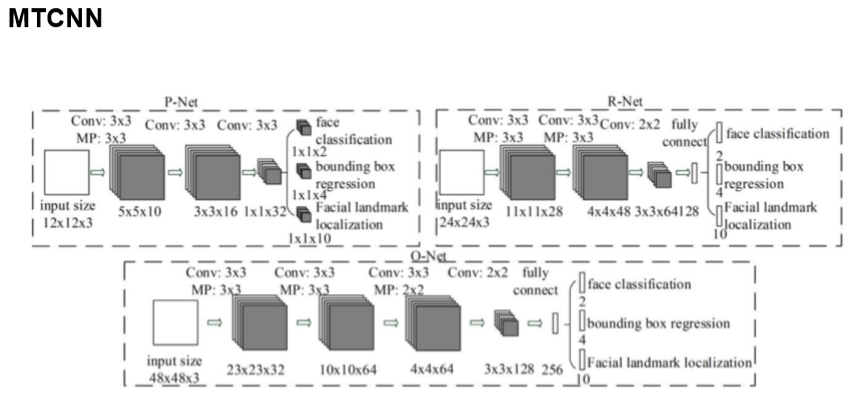 MTCNN
P-Net
Conv: 3x3 Conv: 3x3 Conv: 3x3
MP: 3x3
face
classification
1x1x2
bounding box
regression
1x1x4
Facial landmark
localization
1x1x10
input size
12x12x3
5x5x10 3x3x16 1x1x32
R-Net
Conv: 3x3 Conv: 3x3 Conv: 2x2 fully
MP: 3x3 MP: 3x3 connect
face classification
2
bounding box
regression
4
Facial landmark
localization
10
input size
24x24x3
11x11x28 4x4x48 3x3x64 128
O-Net
Conv: 3x3 Conv: 3x3 Conv: 3x3 Conv: 2x2 fully
MP: 3x3 MP: 3x3 MP: 2x2 connect
face classification
2
bounding box regression
4
Facial landmark localization
10
input size
48x48x3
23x23x32 10x10x64 4x4x64 3x3x128 256